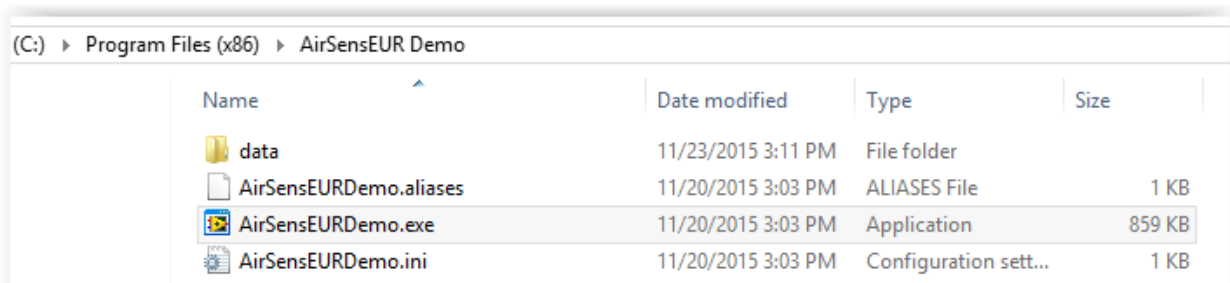 (C:) Program Files (x86) AirSensEUR Demo
Name Date modified Type Size
data 11/23/2015 3:11 PM File folder
AirSensEURDemo.aliases 11/20/2015 3:03 PM ALIASES File 1 KB
AirSensEURDemo.exe 11/20/2015 3:03 PM Application 859 KB
AirSensEURDemo.ini 11/20/2015 3:03 PM Configuration sett... 1 KB